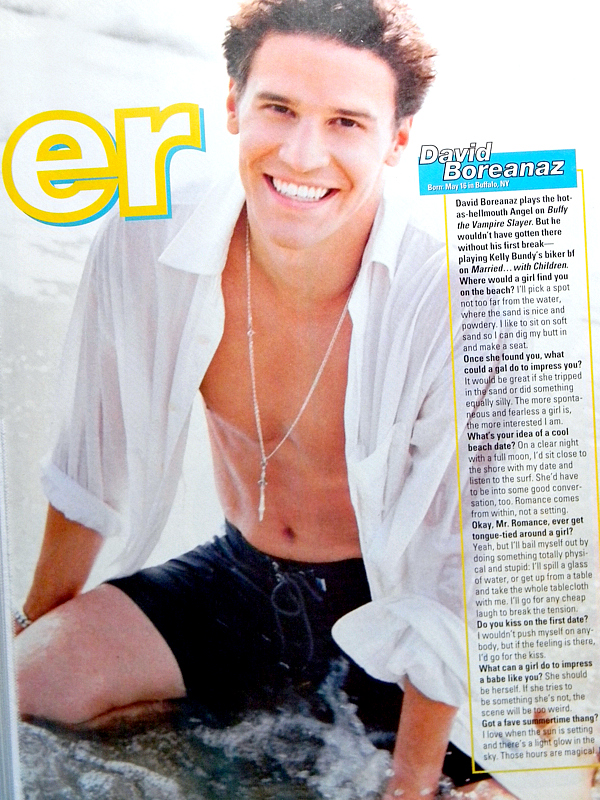 er
David
Boreanaz
Born: May 16 in Buffalo, NY
David Boreanaz plays the hot-
as-hellmouth Angel on Buffy
the Vampire Slayer. But he
wouldn't have gotten there
without his first break—
playing Kelly Bundy's biker bf
on Married... with Children.
Where would a girl find you
on the beach? I'll pick a spot
not too far from the water,
where the sand is nice and
powdery. I like to sit on soft
sand so I can dig my butt in
and make a seat.
Once she found you, what
could a gal do to impress you?
It would be great if she tripped
in the sand or did something
equally silly. The more sponta-
neous and fearless a girl is,
the more interested I am.
What's your idea of a cool
beach date? On a clear night
with a full moon, I'd sit close to
the shore with my date and
listen to the surf. She'd have
to be into some good conver-
sation, too. Romance comes
from within, not a setting.
Okay, Mr. Romance, ever get
tongue-tied around a girl?
Yeah, but I'll bail myself out by
doing something totally physi-
cal and stupid: I'll spill a glass
of water, or get up from a table
and take the whole tablecloth
with me. I'll go for any cheap
laugh to break the tension.
Do you kiss on the first date?
I wouldn't push myself on any-
body, but if the feeling is there,
I'd go for the kiss.
What can a girl do to impress
a babe like you? She should
be herself. If she tries to
be something she's not, the
scene will be too weird.
Got a fave summertime thang?
I love when the sun is setting
and there's a light glow in the
sky. Those hours are magical.